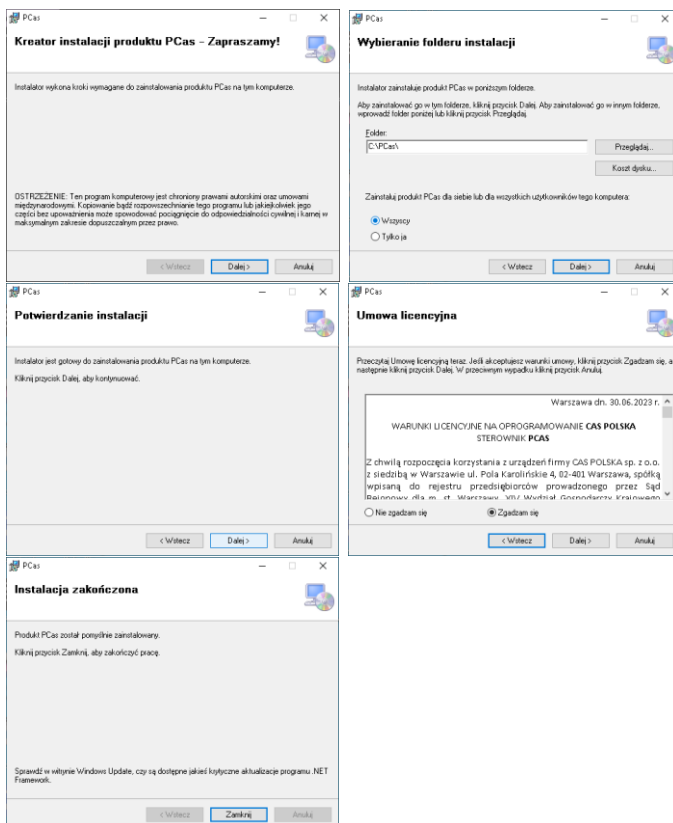 PCas
Kreator instalacji produktu PCas - Zapraszamy!
Instalator wykona kroki wymagane do zainstalowania produktu PCas na tym komputerze.
OSTRZEŻENIE: Ten program komputerowy jest chroniony prawami autorskimi oraz umowami
międzynarodowymi. Kopiowanie bądź rozpowszechnianie tego programu lub jakiejkolwiek jego
części bez upoważnienia może spowodować pociągnięcie do odpowiedzialności cywilnej i karnej w
maksymalnym zakresie dopuszczalnym przez prawo.
< Wstecz
Dalej >
Anuluj
PCas
Wybieranie folderu instalacji
Instalator zainstaluje produkt PCas w poniższym folderze.
Aby zainstalować go w tym folderze, kliknij przycisk Dalej. Aby zainstalować go w innym folderze,
wprowadź folder poniżej lub kliknij przycisk Przeglądaj.
Folder:
C:\PCas\
Przeglądaj...
Koszt dysku...
Zainstaluj produkt PCas dla siebie lub dla wszystkich użytkowników tego komputera:
Wszyscy
Tylko ja
< Wstecz
Dalej >
Anuluj
PCas
Potwierdzanie instalacji
Instalator jest gotowy do zainstalowania produktu PCas na tym komputerze.
Kliknij przycisk Dalej, aby kontynuować.
< Wstecz
Dalej >
Anuluj
PCas
Umowa licencyjna
Przeczytaj Umowę licencyjną teraz. Jeśli akceptujesz warunki umowy, kliknij przycisk Zgadzam się, a
następnie kliknij przycisk Dalej. W przeciwnym wypadku kliknij przycisk Anuluj.
Warszawa dn. 30.06.2023 r.
WARUNKI LICENCYJNE NA OPROGRAMOWANIE CAS POLSKA
STEROWNIK PCAS
Z chwilą rozpoczęcia korzystania z urządzeń firmy CAS POLSKA sp. z o.o.
z siedzibą w Warszawie ul. Pola Karolińskie 4, 02-401 Warszawa, spółką
wpisaną do rejestru przedsiębiorców prowadzonego przez Sąd
Rejonowy dla m. st. Warszawy, XIV Wydział Gospodarczy Krajowego
Nie zgadzam się
Zgadzam się
< Wstecz
Dalej >
Anuluj
PCas
Instalacja zakończona
Produkt PCas został pomyślnie zainstalowany.
Kliknij przycisk Zamknij, aby zakończyć pracę.
Sprawdź w witrynie Windows Update, czy są dostępne jakieś krytyczne aktualizacje programu .NET
Framework.
< Wstecz
Zamknij
Anuluj